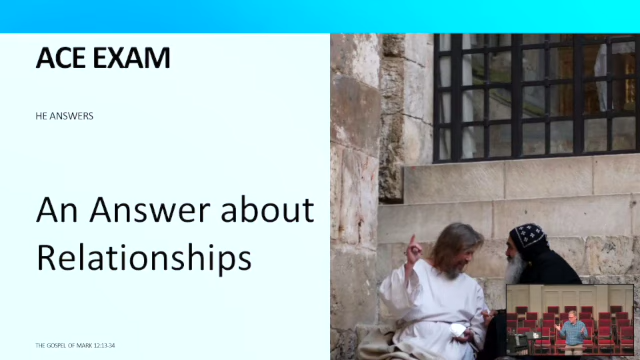 ACE EXAM
HE ANSWERS
An Answer about
Relationships
THE GOSPEL OF MARK 12:13-34